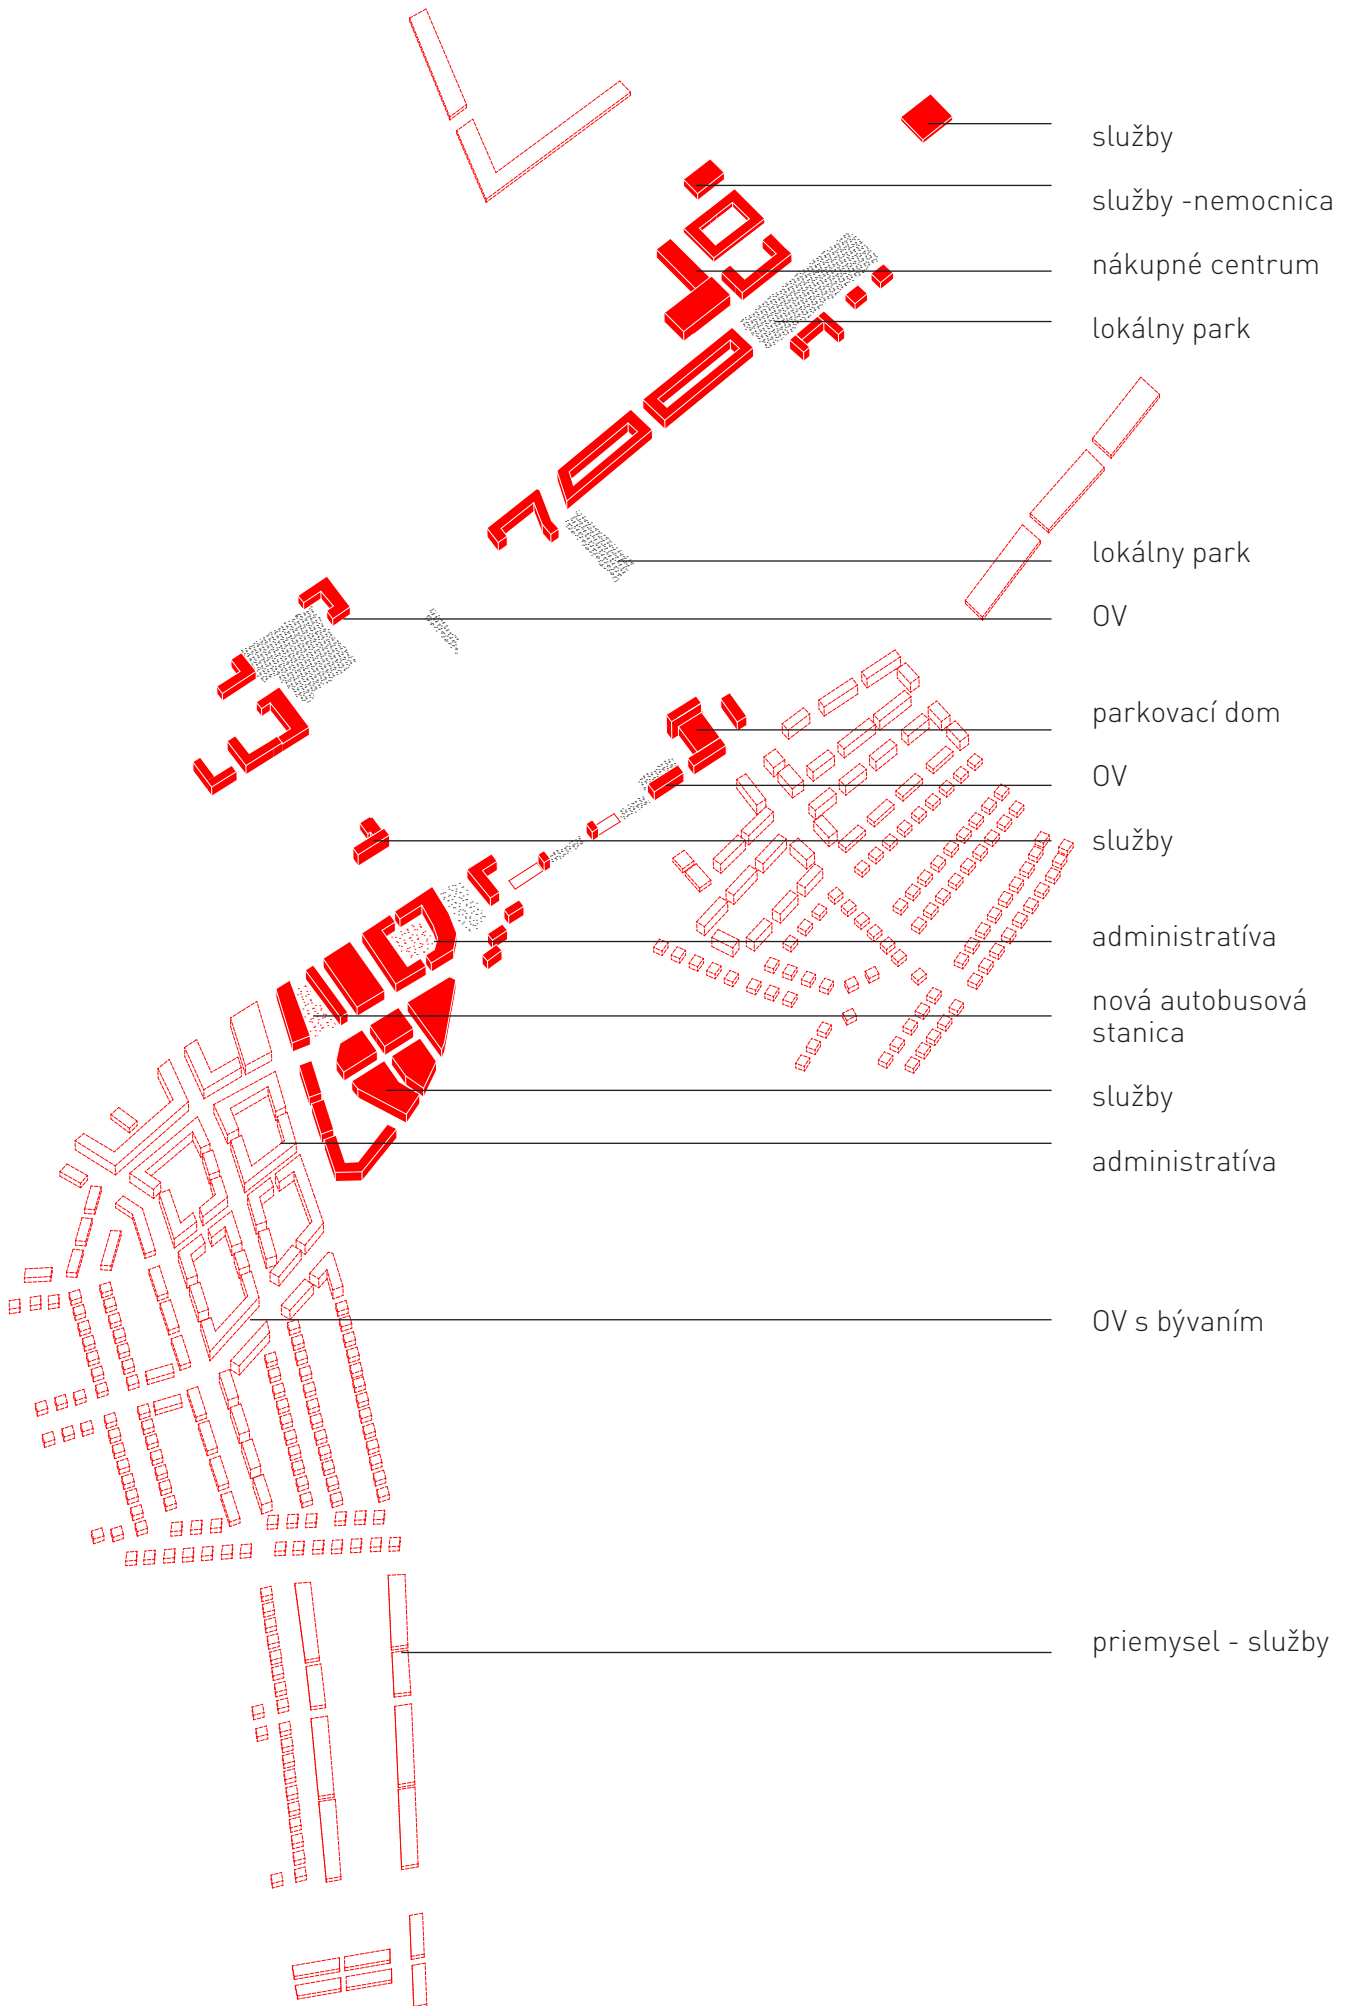 služby
služby -nemocnica
nákupné centrum
lokálny park
lokálny park
OV
parkovací dom
OV
služby
administratíva
nová autobusová
stanica
služby
administratíva
OV s bývaním
priemysel - služby